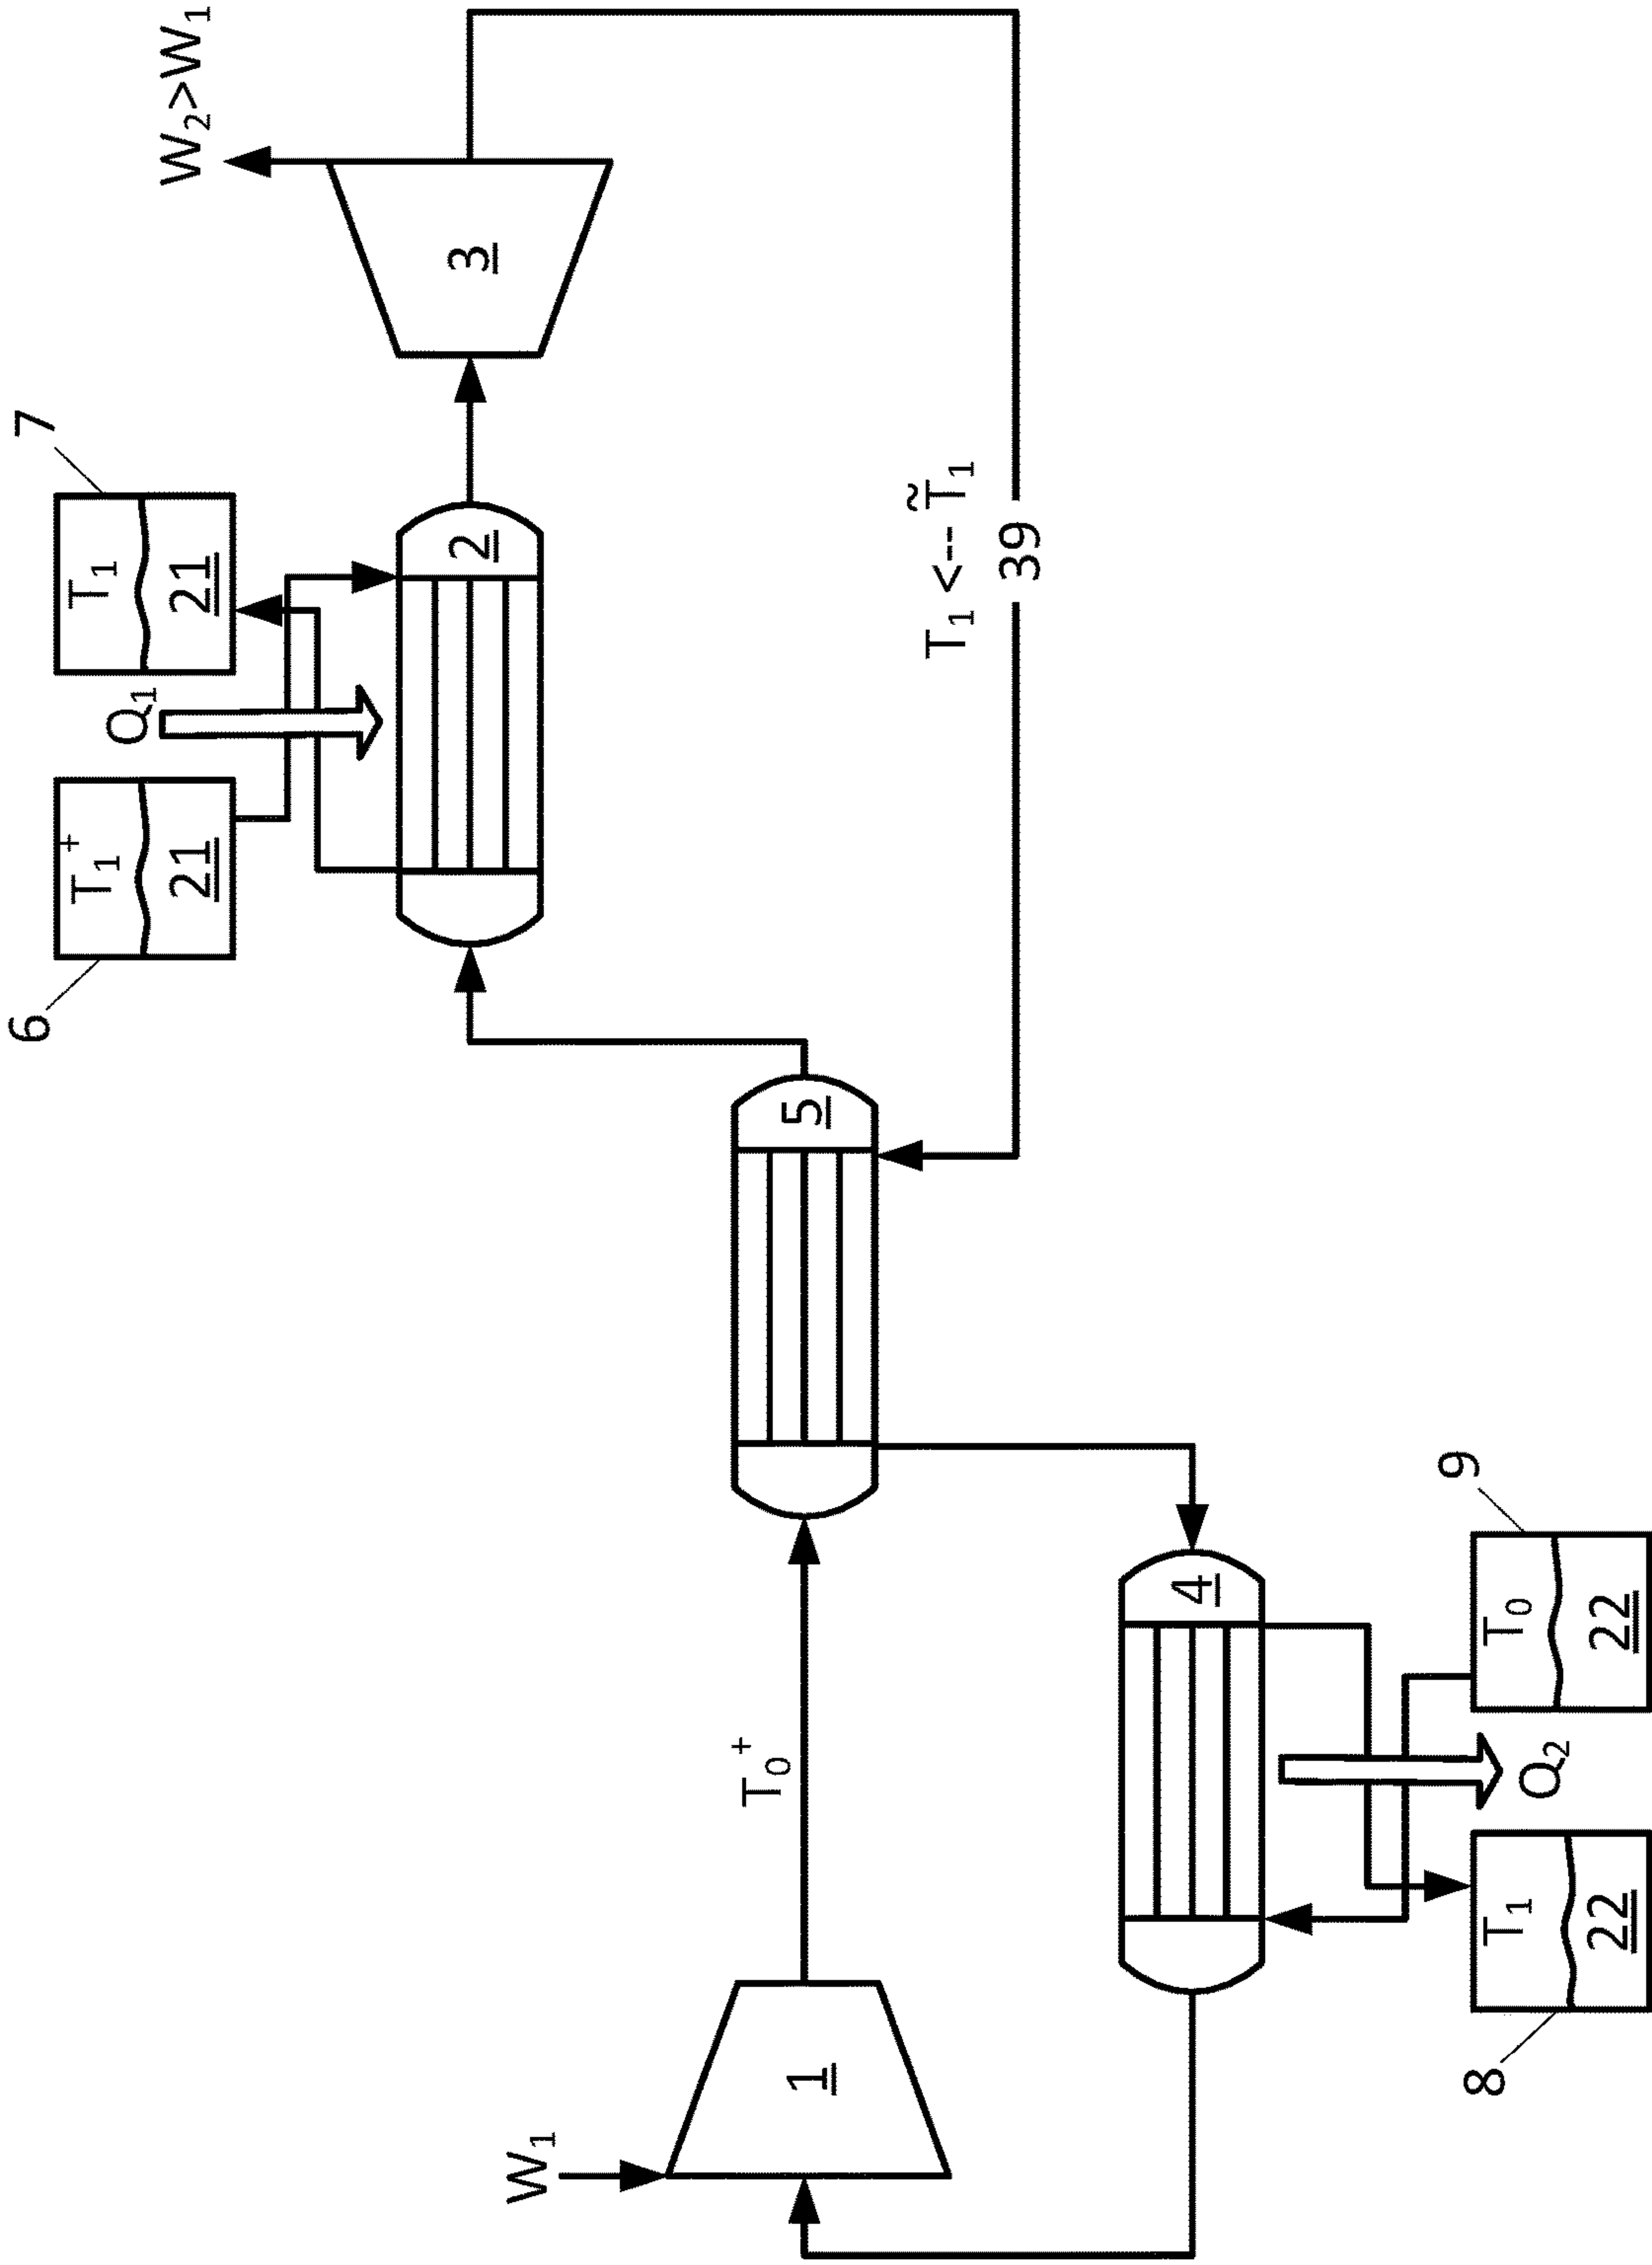 W₂>W₁
7
T₁
21
Q₁
T₁⁺
21
6
2
3
T₁ <-- T̃₁
39
5
T₀⁺
W₁
1
4
9
T₀
22
Q₂
T₁
22
8